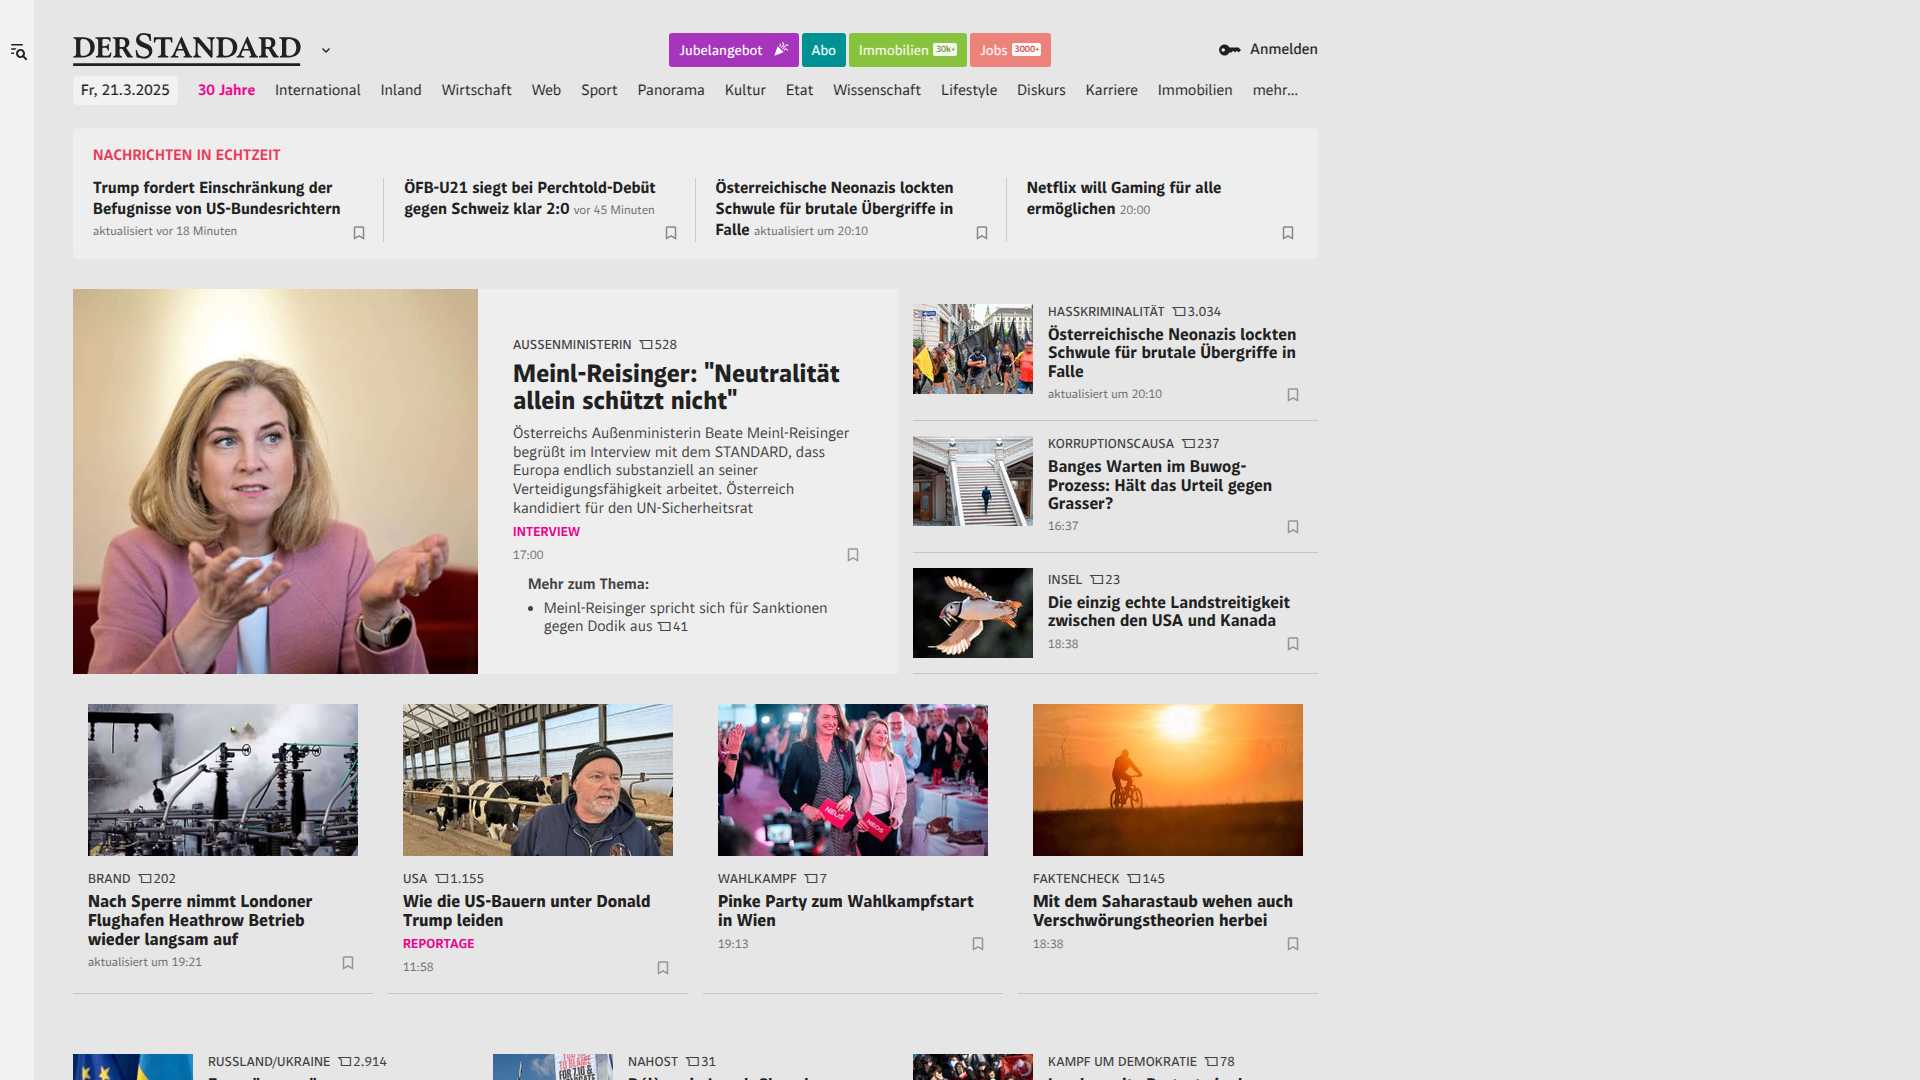 DERSTANDARD
Jubelangebot
Abo
Immobilien 30k+
Jobs 3000+
Anmelden
Fr, 21.3.2025
30 Jahre
International
Inland
Wirtschaft
Web
Sport
Panorama
Kultur
Etat
Wissenschaft
Lifestyle
Diskurs
Karriere
Immobilien
mehr...
NACHRICHTEN IN ECHTZEIT
Trump fordert Einschränkung der
Befugnisse von US-Bundesrichtern
aktualisiert vor 18 Minuten
ÖFB-U21 siegt bei Perchtold-Debüt
gegen Schweiz klar 2:0 vor 45 Minuten
Österreichische Neonazis lockten
Schwule für brutale Übergriffe in
Falle aktualisiert um 20:10
Netflix will Gaming für alle
ermöglichen 20:00
AUSSENMINISTERIN 528
Meinl-Reisinger: "Neutralität
allein schützt nicht"
Österreichs Außenministerin Beate Meinl-Reisinger
begrüßt im Interview mit dem STANDARD, dass
Europa endlich substanziell an seiner
Verteidigungsfähigkeit arbeitet. Österreich
kandidiert für den UN-Sicherheitsrat
INTERVIEW
17:00
Mehr zum Thema:
• Meinl-Reisinger spricht sich für Sanktionen
gegen Dodik aus 41
HASSKRIMINALITÄT 3.034
Österreichische Neonazis lockten
Schwule für brutale Übergriffe in
Falle
aktualisiert um 20:10
KORRUPTIONSCAUSA 237
Banges Warten im Buwog-
Prozess: Hält das Urteil gegen
Grasser?
16:37
INSEL 23
Die einzig echte Landstreitigkeit
zwischen den USA und Kanada
18:38
BRAND 202
Nach Sperre nimmt Londoner
Flughafen Heathrow Betrieb
wieder langsam auf
aktualisiert um 19:21
USA 1.155
Wie die US-Bauern unter Donald
Trump leiden
REPORTAGE
11:58
NEOS
NEOS
WAHLKAMPF 7
Pinke Party zum Wahlkampfstart
in Wien
19:13
FAKTENCHECK 145
Mit dem Saharastaub wehen auch
Verschwörungstheorien herbei
18:38
RUSSLAND/UKRAINE 2.914
NAHOST 31
KAMPF UM DEMOKRATIE 78